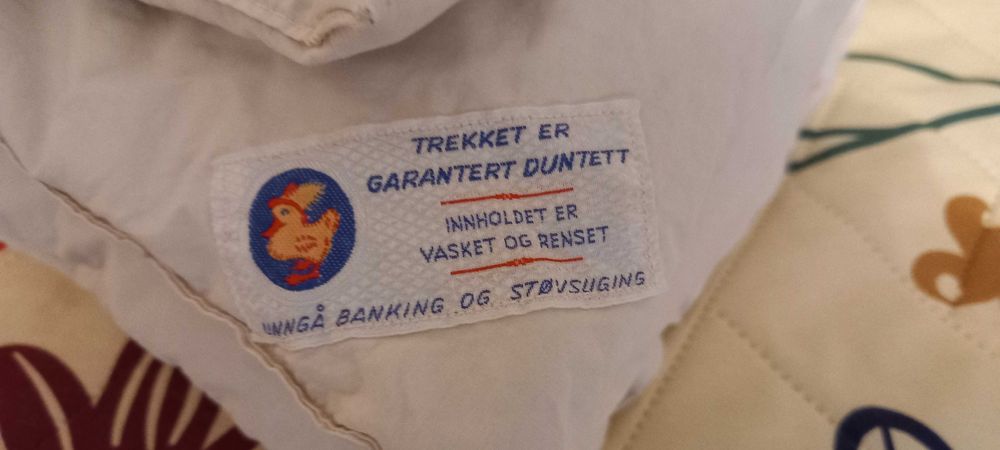 TREKKET ER
GARANTERT DUNTETT
INNHOLDET ER
VASKET OG RENSET
UNNGÅ BANKING OG STØVSUGING